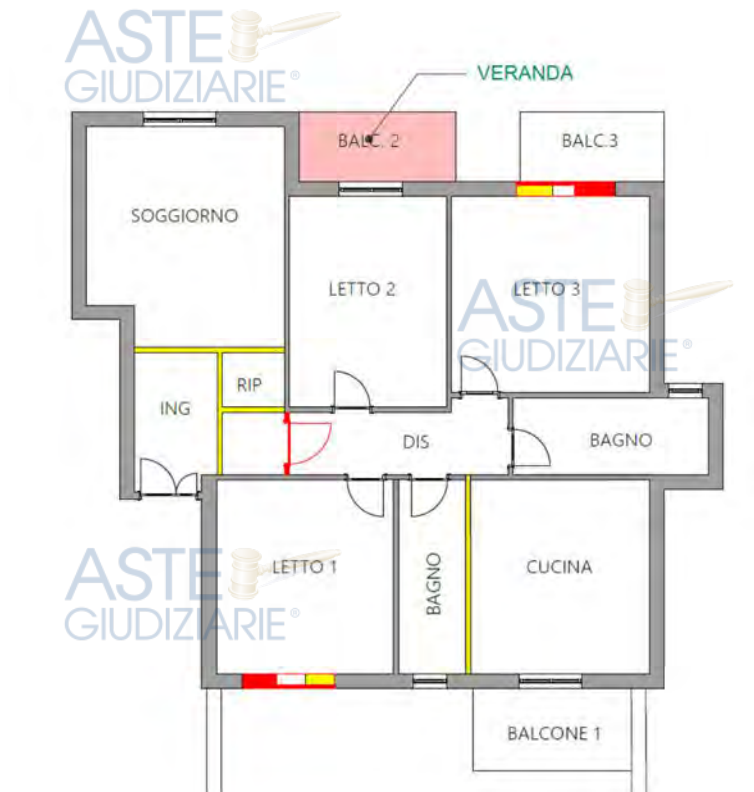 ASTE
GIUDIZIARIE®
VERANDA
BALC. 2
BALC.3
SOGGIORNO
LETTO 2
LETTO 3
ASTE
GIUDIZIARIE®
RIP
ING
DIS
BAGNO
ASTE
GIUDIZIARIE®
LETTO 1
BAGNO
CUCINA
BALCONE 1